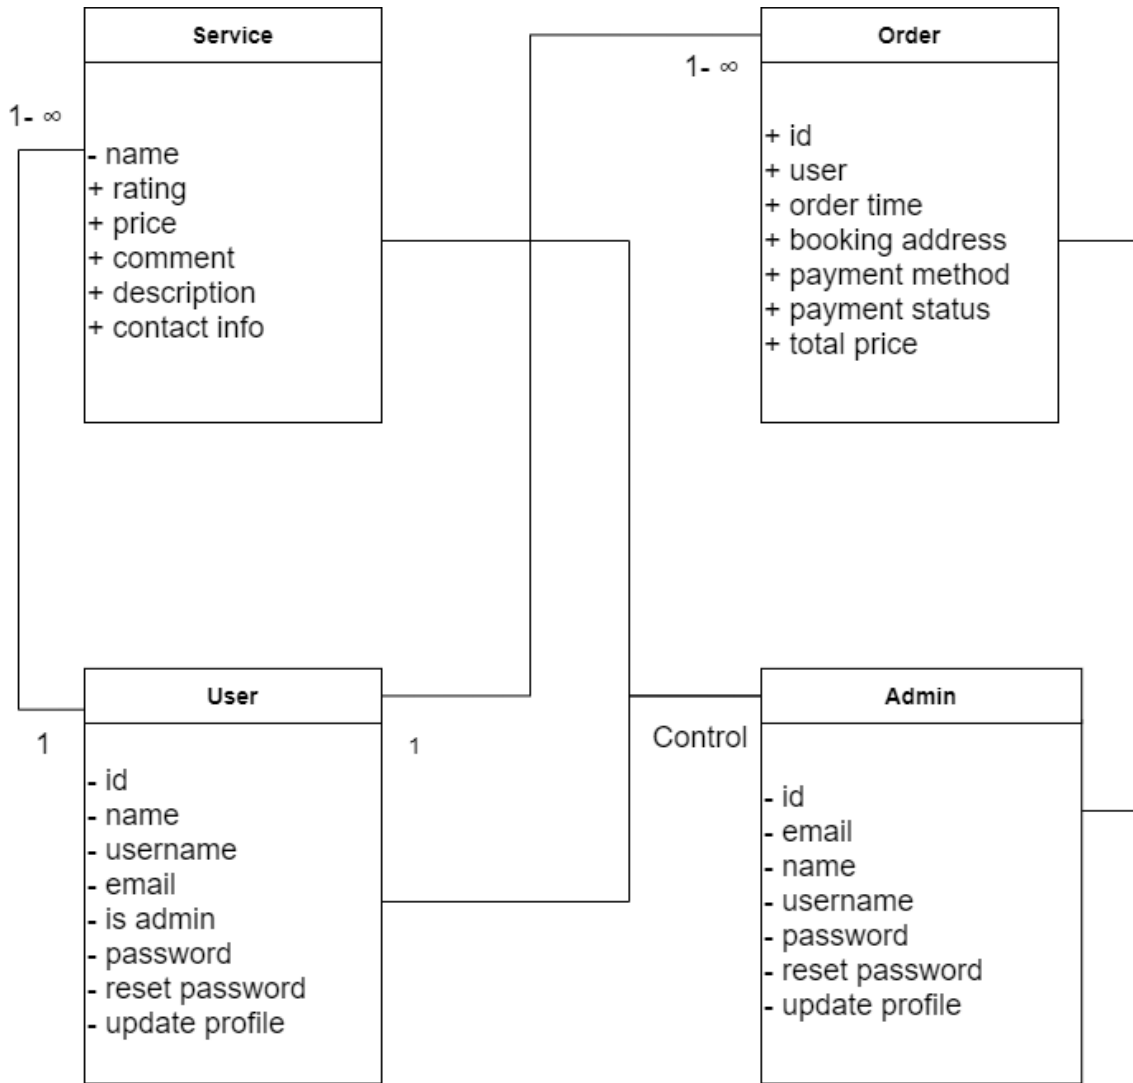 Service
1- ∞
- name
+ rating
+ price
+ comment
+ description
+ contact info
Order
1- ∞
+ id
+ user
+ order time
+ booking address
+ payment method
+ payment status
+ total price
User
1
1
- id
- name
- username
- email
- is admin
- password
- reset password
- update profile
Admin
Control
- id
- email
- name
- username
- password
- reset password
- update profile